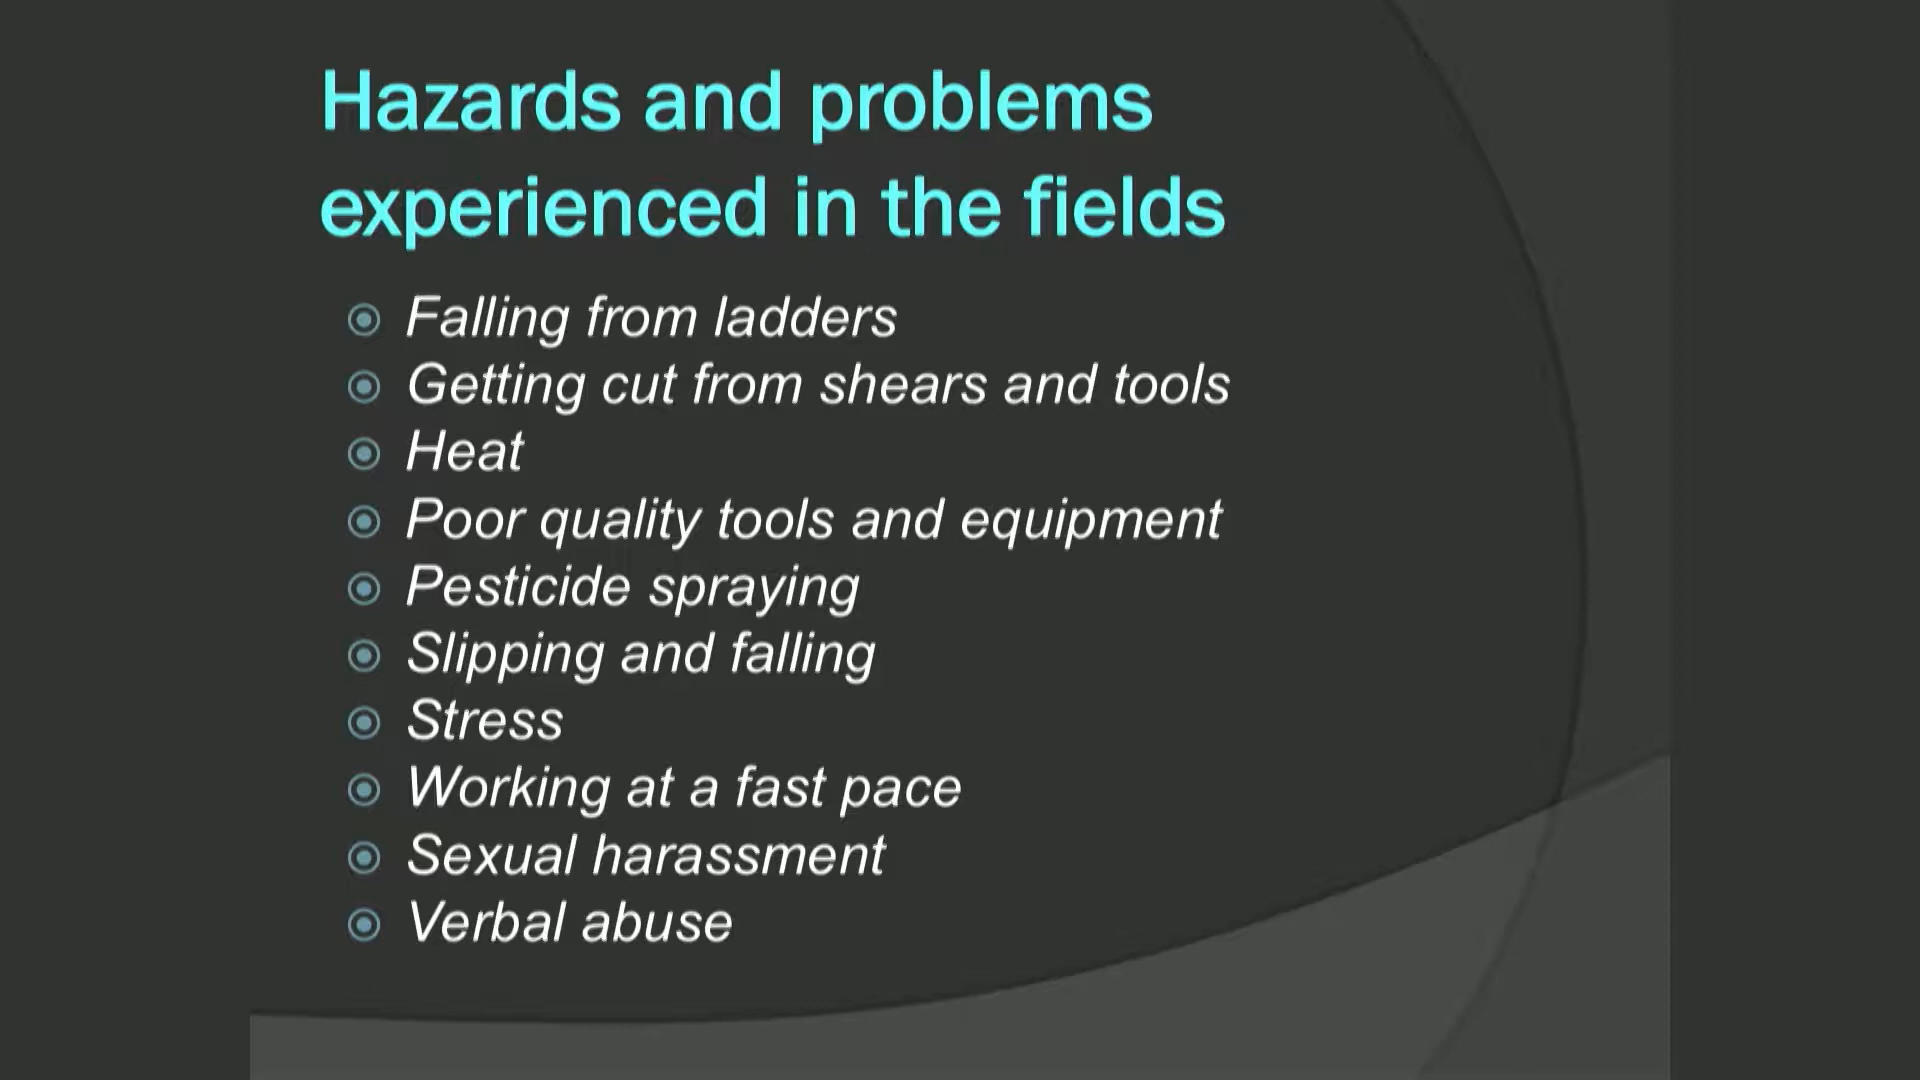 Hazards and problems
experienced in the fields
Falling from ladders
Getting cut from shears and tools
Heat
Poor quality tools and equipment
Pesticide spraying
Slipping and falling
Stress
Working at a fast pace
Sexual harassment
Verbal abuse